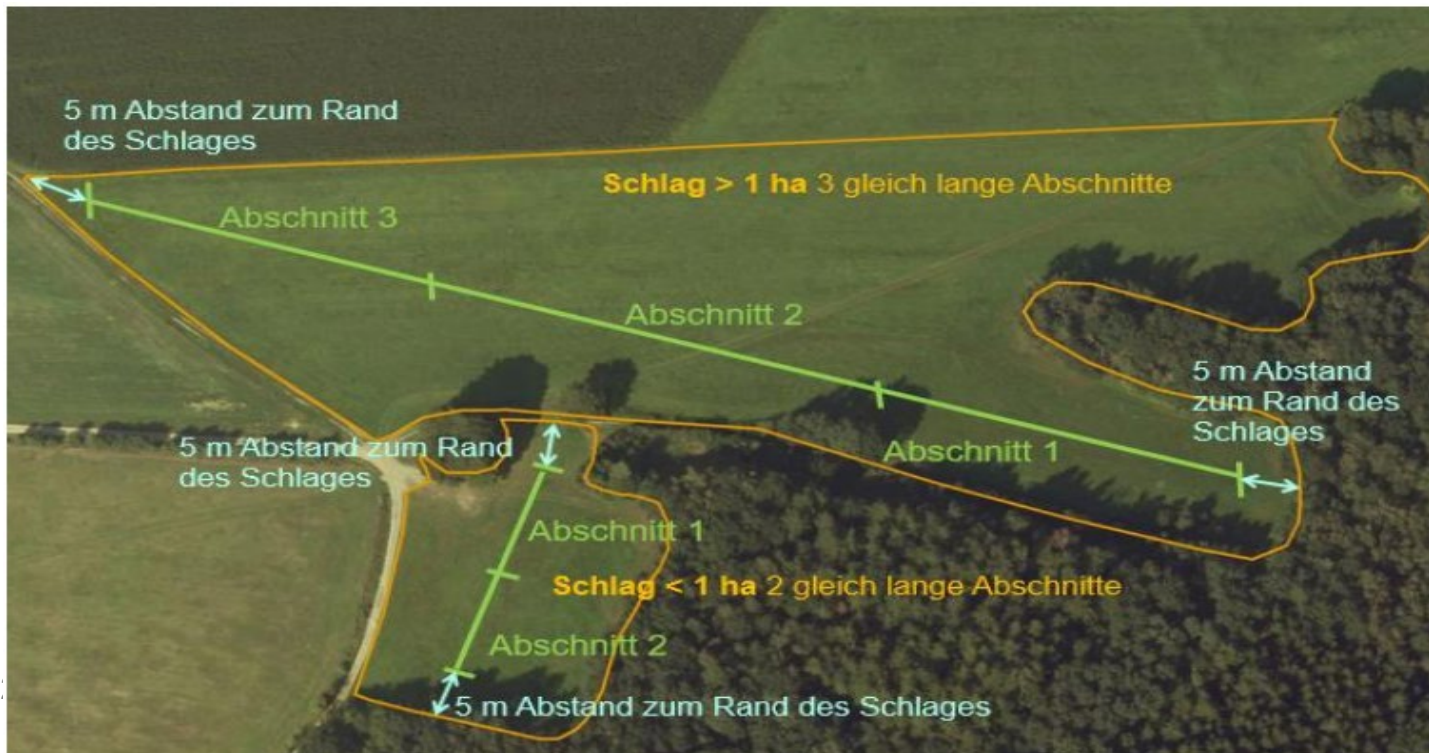 5 m Abstand zum Rand
des Schlages
Schlag > 1 ha 3 gleich lange Abschnitte
Abschnitt 3
Abschnitt 2
5 m Abstand
zum Rand des
Schlages
5 m Abstand zum Rand
des Schlages
Abschnitt 1
Abschnitt 1
Schlag < 1 ha 2 gleich lange Abschnitte
Abschnitt 2
5 m Abstand zum Rand des Schlages